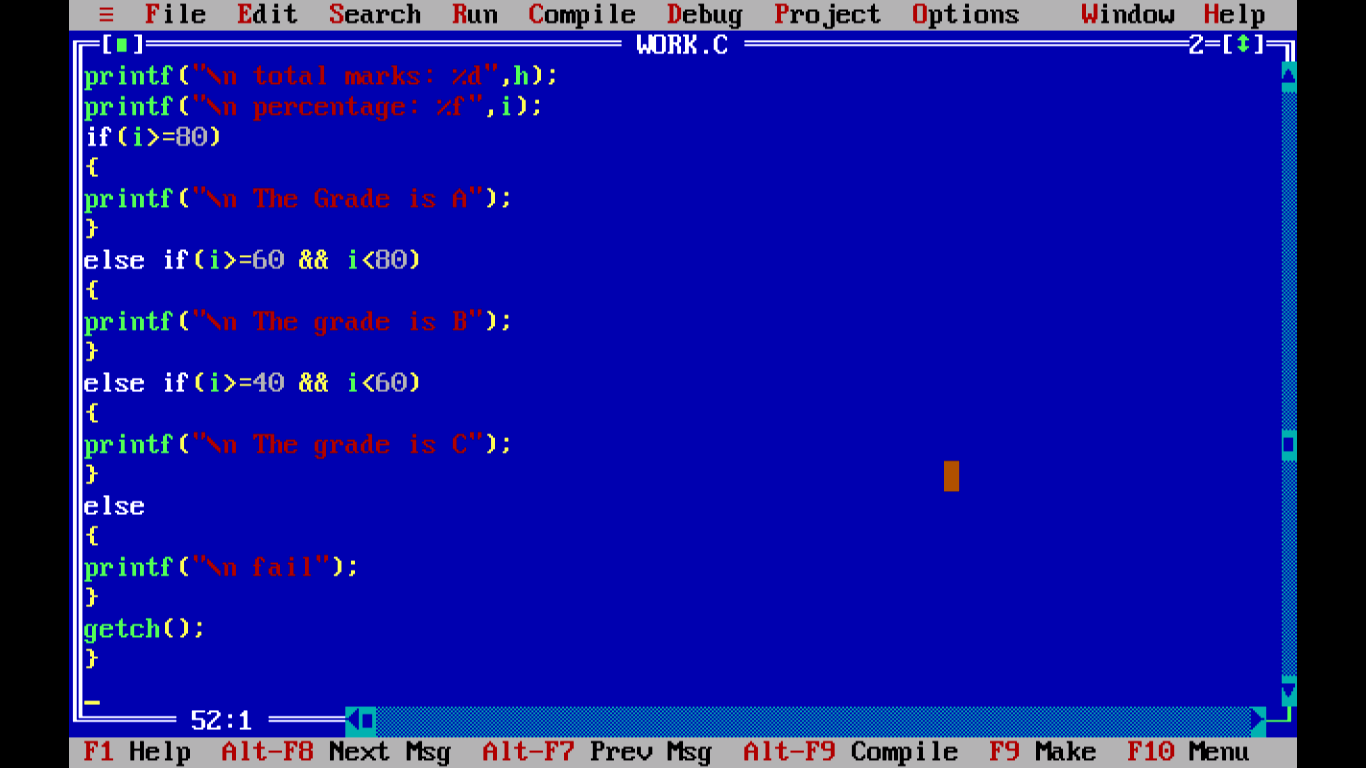 ≡ File Edit Search Run Compile Debug Project Options Window Help
[■] WORK.C 2=[↕]
printf("\n total marks: %d",h);
printf("\n percentage: %f",i);
if(i>=80)
{
printf("\n The Grade is A");
}
else if(i>=60 && i<80)
{
printf("\n The grade is B");
}
else if(i>=40 && i<60)
{
printf("\n The grade is C");
}
else
{
printf("\n fail");
}
getch();
}
52:1
F1 Help Alt-F8 Next Msg Alt-F7 Prev Msg Alt-F9 Compile F9 Make F10 Menu